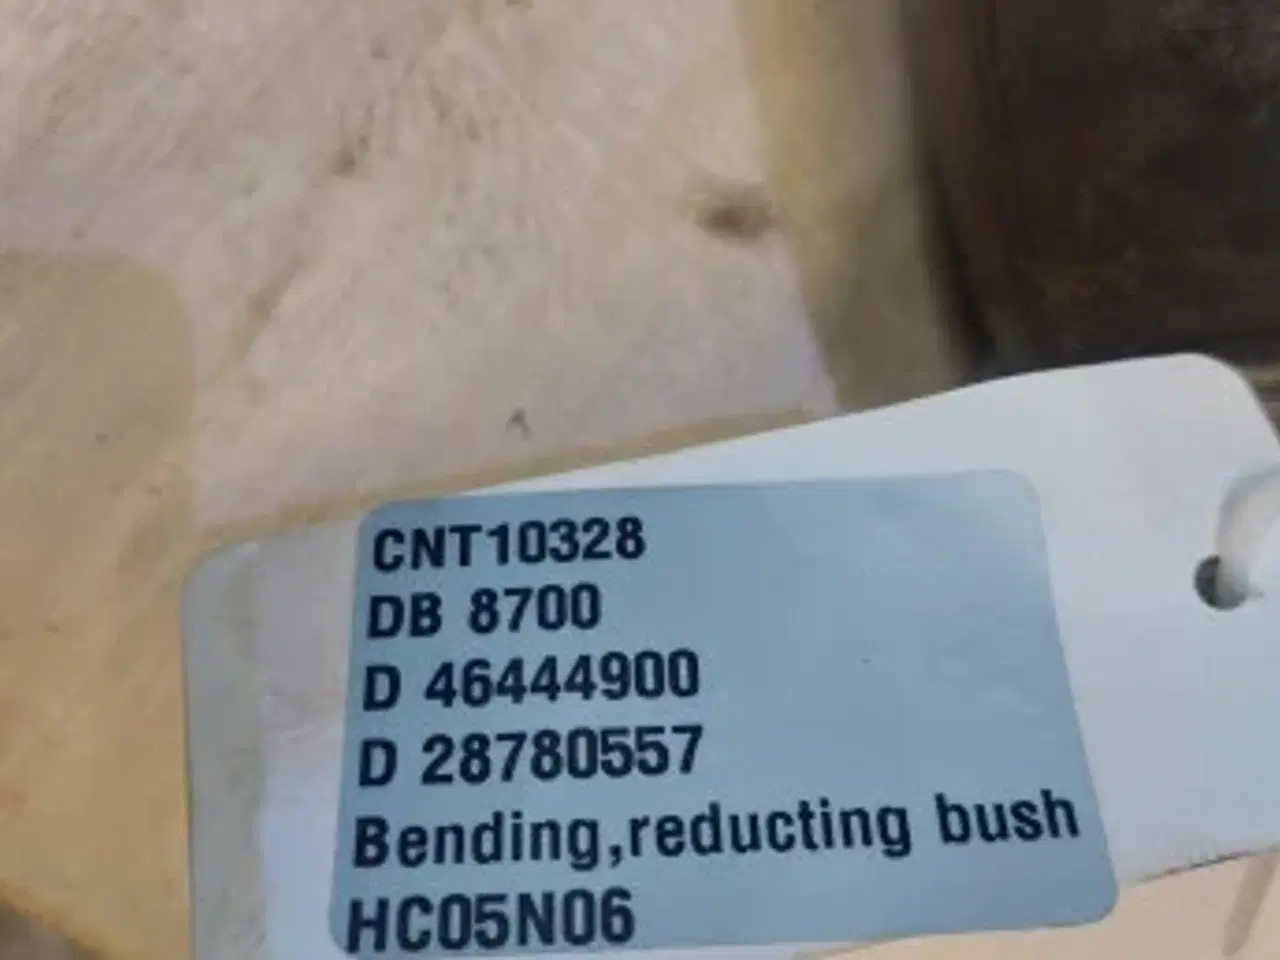 CNT10328
DB 8700
D 46444900
D 28780557
Bending,reducting bush
HC05N06